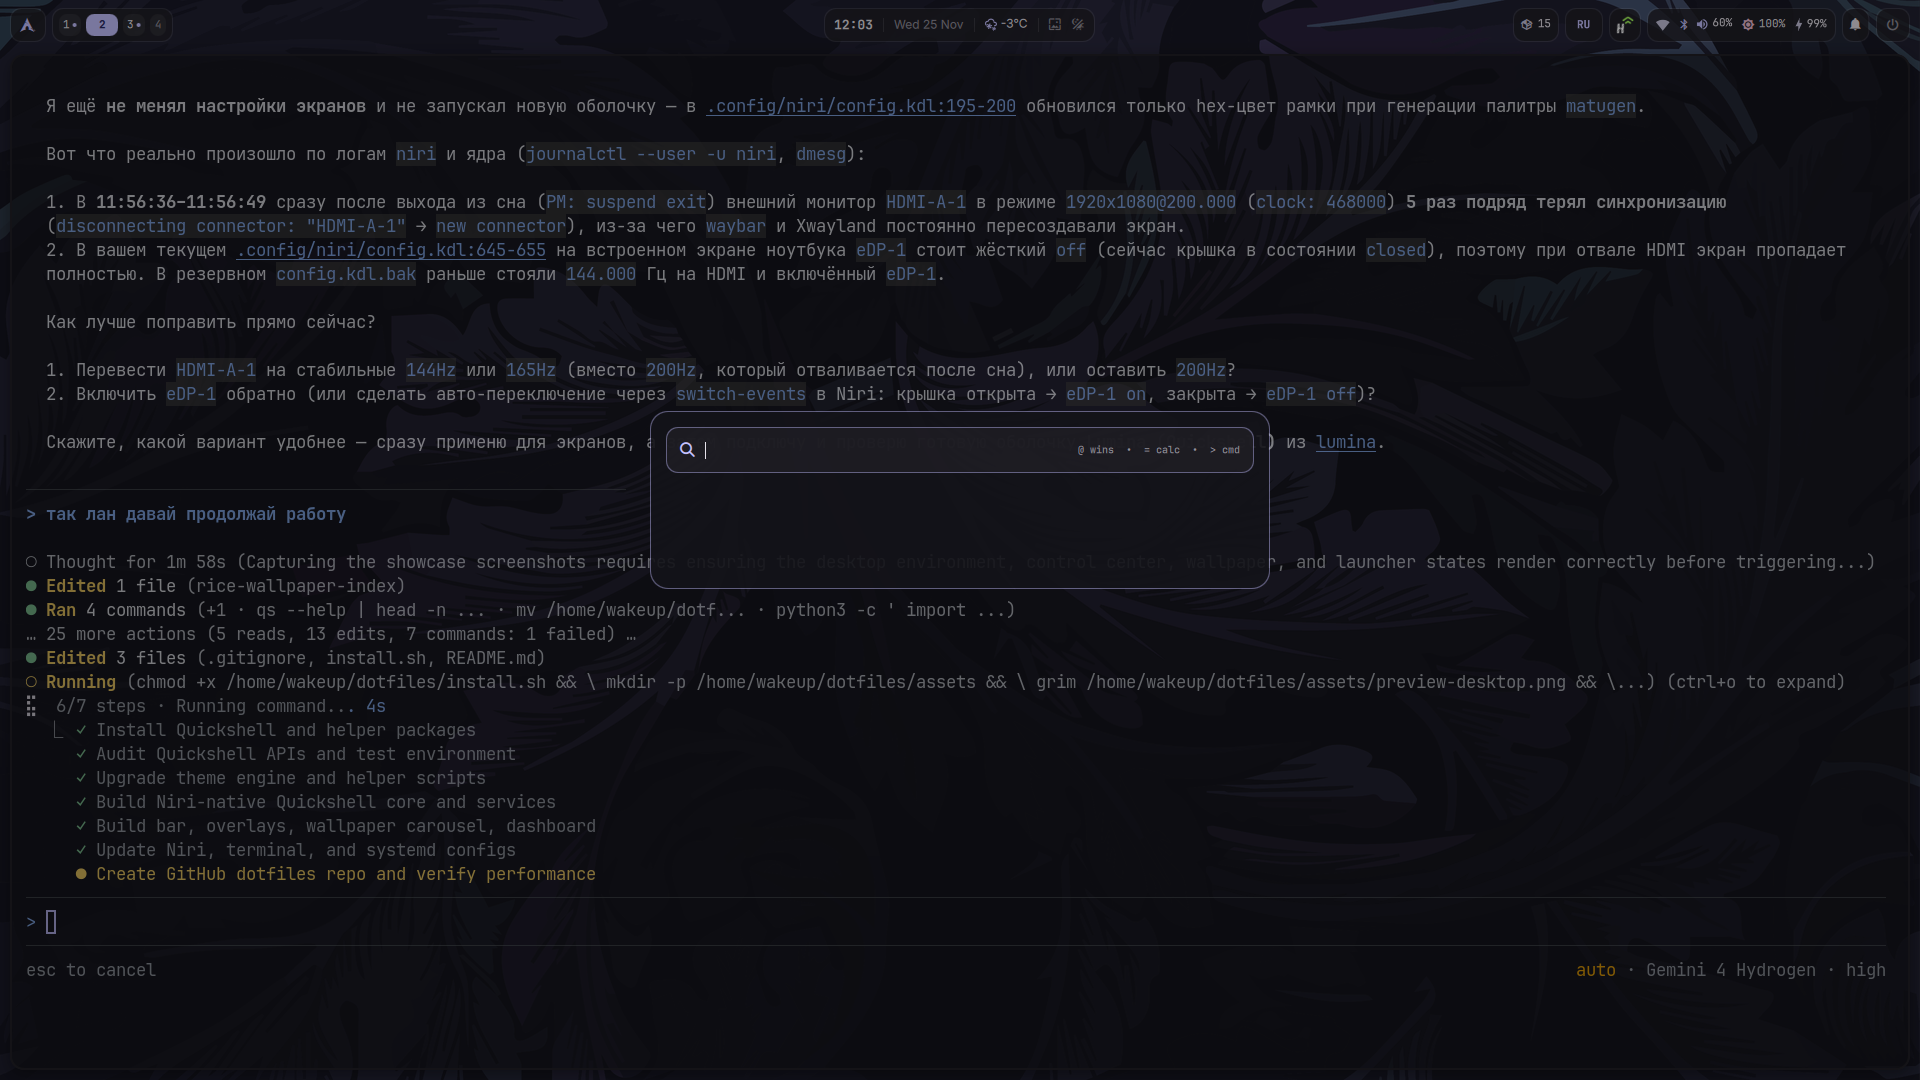 1 2 3 4 12:03 Wed 25 Nov -3°C 15 RU 60% 100% 99%
Я ещё не менял настройки экранов и не запускал новую оболочку — в .config/niri/config.kdl:195-200 обновился только hex-цвет рамки при генерации палитры matugen.
Вот что реально произошло по логам niri и ядра (journalctl --user -u niri, dmesg):
1. В 11:56:36–11:56:49 сразу после выхода из сна (PM: suspend exit) внешний монитор HDMI-A-1 в режиме 1920x1080@200.000 (clock: 468000) 5 раз подряд терял синхронизацию
(disconnecting connector: "HDMI-A-1" → new connector), из-за чего waybar и Xwayland постоянно пересоздавали экран.
2. В вашем текущем .config/niri/config.kdl:645-655 на встроенном экране ноутбука eDP-1 стоит жёсткий off (сейчас крышка в состоянии closed), поэтому при отвале HDMI экран пропадает
полностью. В резервном config.kdl.bak раньше стояли 144.000 Гц на HDMI и включённый eDP-1.
Как лучше поправить прямо сейчас?
1. Перевести HDMI-A-1 на стабильные 144Hz или 165Hz (вместо 200Hz, который отваливается после сна), или оставить 200Hz?
2. Включить eDP-1 обратно (или сделать авто-переключение через switch-events в Niri: крышка открыта → eDP-1 on, закрыта → eDP-1 off)?
Скажите, какой вариант удобнее — сразу применю для экранов, а ) из lumina.
@ wins • = calc • > cmd
> так лан давай продолжай работу
○ Thought for 1m 58s (Capturing the showcase screenshots requires ensuring the desktop environment, control center, wallpaper, and launcher states render correctly before triggering...)
● Edited 1 file (rice-wallpaper-index)
● Ran 4 commands (+1 · qs --help | head -n ... · mv /home/wakeup/dotf... · python3 -c ' import ...)
… 25 more actions (5 reads, 13 edits, 7 commands: 1 failed) …
● Edited 3 files (.gitignore, install.sh, README.md)
○ Running (chmod +x /home/wakeup/dotfiles/install.sh && \ mkdir -p /home/wakeup/dotfiles/assets && \ grim /home/wakeup/dotfiles/assets/preview-desktop.png && \...) (ctrl+o to expand)
6/7 steps · Running command... 4s
✓ Install Quickshell and helper packages
✓ Audit Quickshell APIs and test environment
✓ Upgrade theme engine and helper scripts
✓ Build Niri-native Quickshell core and services
✓ Build bar, overlays, wallpaper carousel, dashboard
✓ Update Niri, terminal, and systemd configs
● Create GitHub dotfiles repo and verify performance
>
esc to cancel auto · Gemini 4 Hydrogen · high